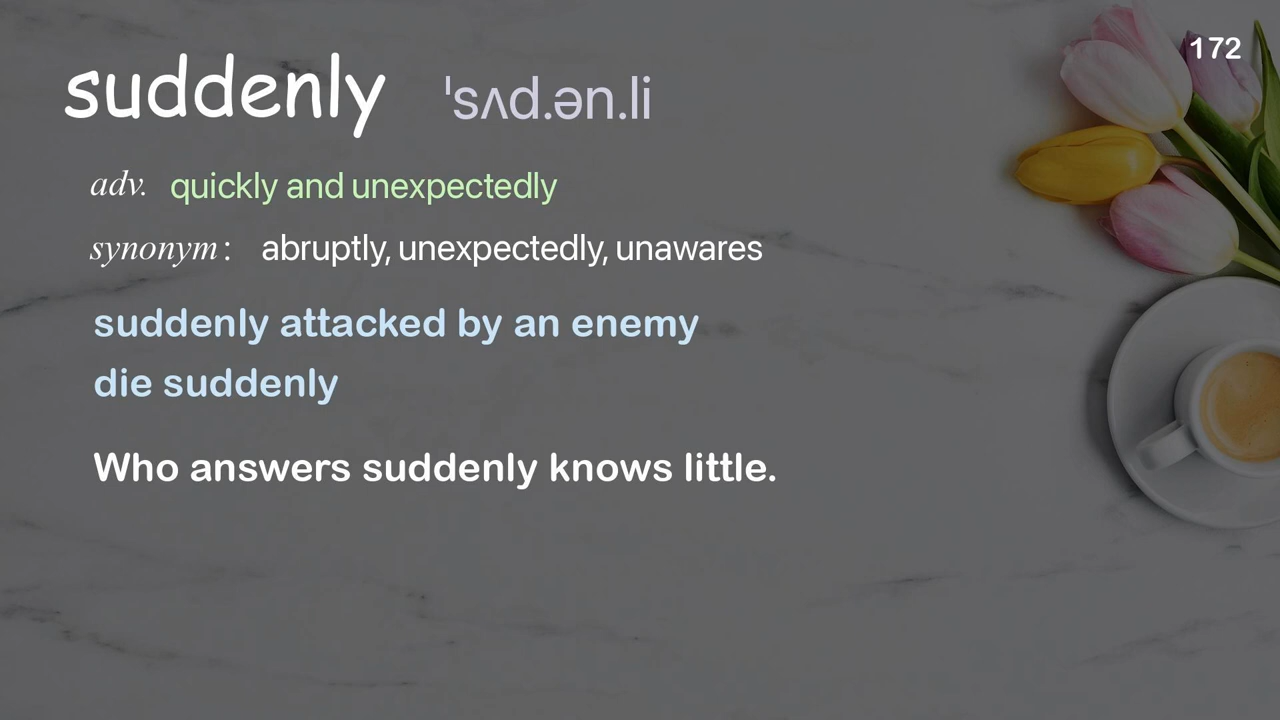 172
suddenly ˈsʌd.ən.li
adv. quickly and unexpectedly
synonym: abruptly, unexpectedly, unawares
suddenly attacked by an enemy
die suddenly
Who answers suddenly knows little.